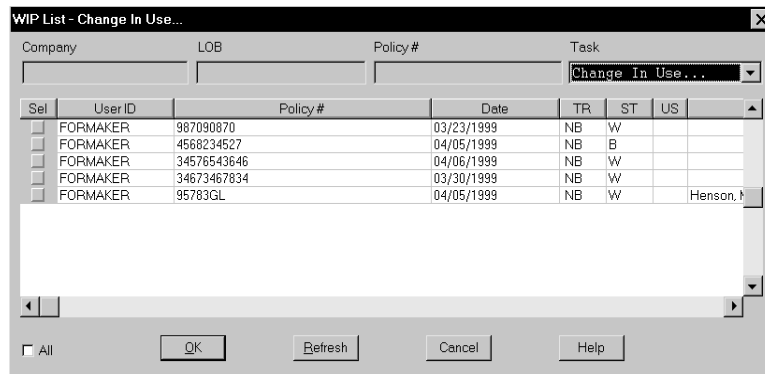 WIP List - Change In Use...
Company LOB Policy # Task
Change In Use...
Sel User ID Policy # Date TR ST US
FORMAKER 987090870 03/23/1999 NB W
FORMAKER 4568234527 04/05/1999 NB B
FORMAKER 34576543646 04/06/1999 NB W
FORMAKER 34673467834 03/30/1999 NB W
FORMAKER 95783GL 04/05/1999 NB W Henson,
All OK Refresh Cancel Help